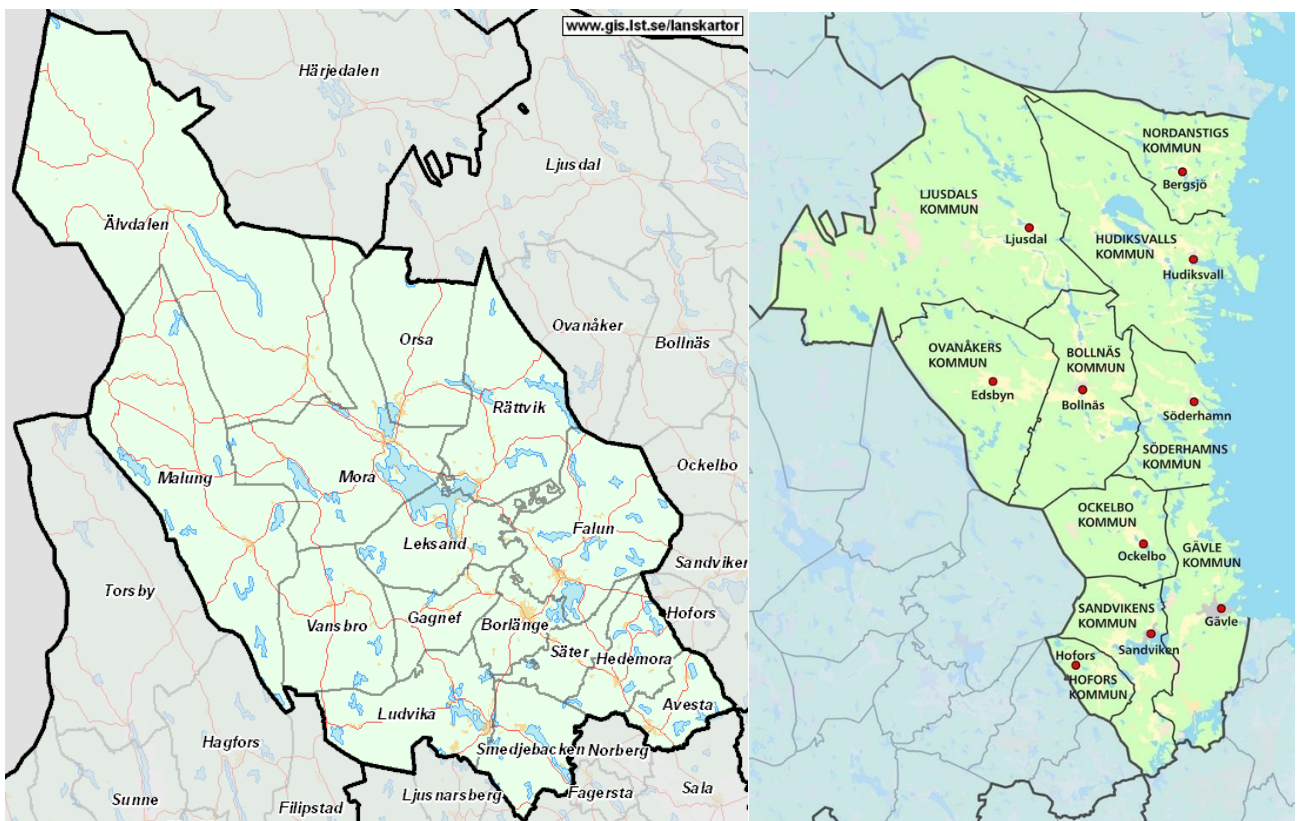 www.gis.lst.se/lanskartor
Härjedalen
Ljusdal
Älvdalen
Ovanåker
Orsa
Bollnäs
Rättvik
Ockelbo
Malung
Mora
Falun
Leksand
Sandviken
Torsby
Hofors
Vansbro
Gagnef
Borlänge
Säter
Hedemora
Avesta
Ludvika
Smedjebacken
Norberg
Hagfors
Sala
Ljusnarsberg
Fagersta
Sunne
Filipstad
NORDANSTIGS
KOMMUN
Bergsjö
LJUSDALS
KOMMUN
Ljusdal
HUDIKSVALLS
KOMMUN
Hudiksvall
OVANÅKERS
KOMMUN
Edsbyn
BOLLNÄS
KOMMUN
Bollnäs
Söderhamn
SÖDERHAMNS
KOMMUN
OCKELBO
KOMMUN
Ockelbo
GÄVLE
KOMMUN
Gävle
SANDVIKENS
KOMMUN
Sandviken
Hofors
HOFORS
KOMMUN